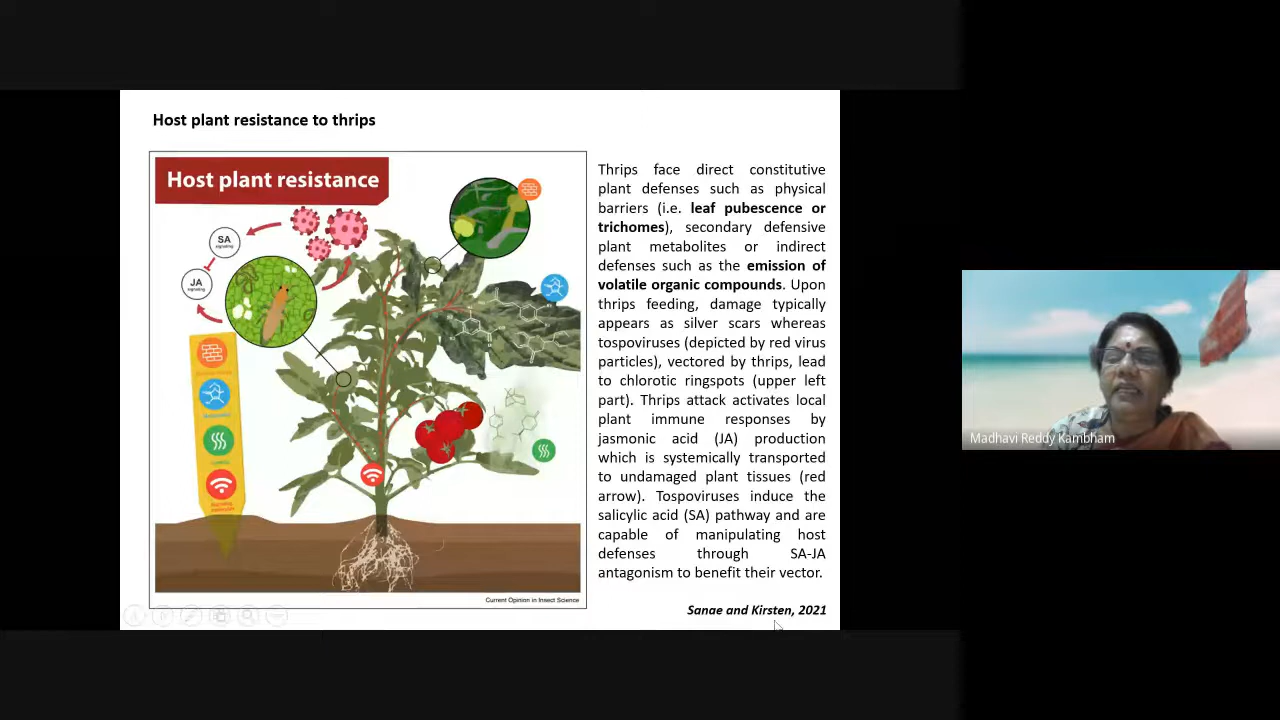 Host plant resistance to thrips
Host plant resistance
SA
signaling
JA
signaling
Current Opinion in Insect Science
Thrips face direct constitutive
plant defenses such as physical
barriers (i.e. leaf pubescence or
trichomes), secondary defensive
plant metabolites or indirect
defenses such as the emission of
volatile organic compounds. Upon
thrips feeding, damage typically
appears as silver scars whereas
tospoviruses (depicted by red virus
particles), vectored by thrips, lead
to chlorotic ringspots (upper left
part). Thrips attack activates local
plant immune responses by
jasmonic acid (JA) production
which is systemically transported
to undamaged plant tissues (red
arrow). Tospoviruses induce the
salicylic acid (SA) pathway and are
capable of manipulating host
defenses through SA-JA
antagonism to benefit their vector.
Sanae and Kirsten, 2021
Madhavi Reddy Kambham